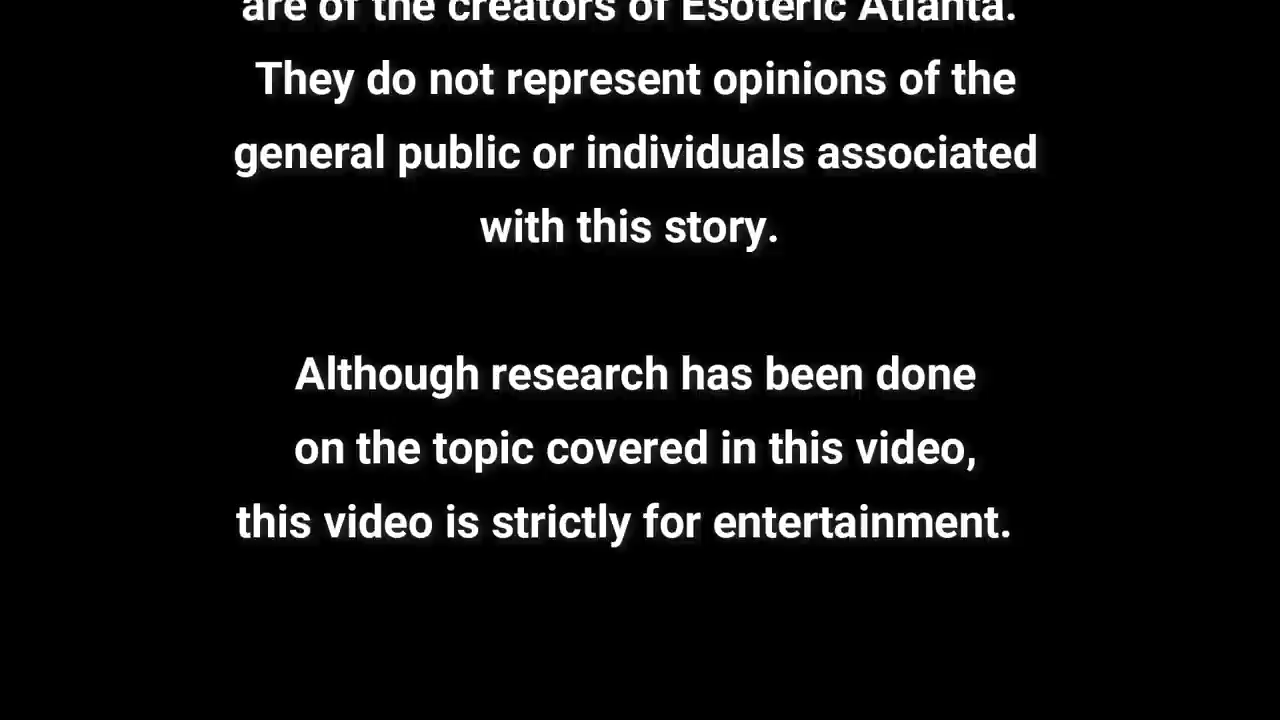 are of the creators of Esoteric Atlanta.
They do not represent opinions of the
general public or individuals associated
with this story.
Although research has been done
on the topic covered in this video,
this video is strictly for entertainment.